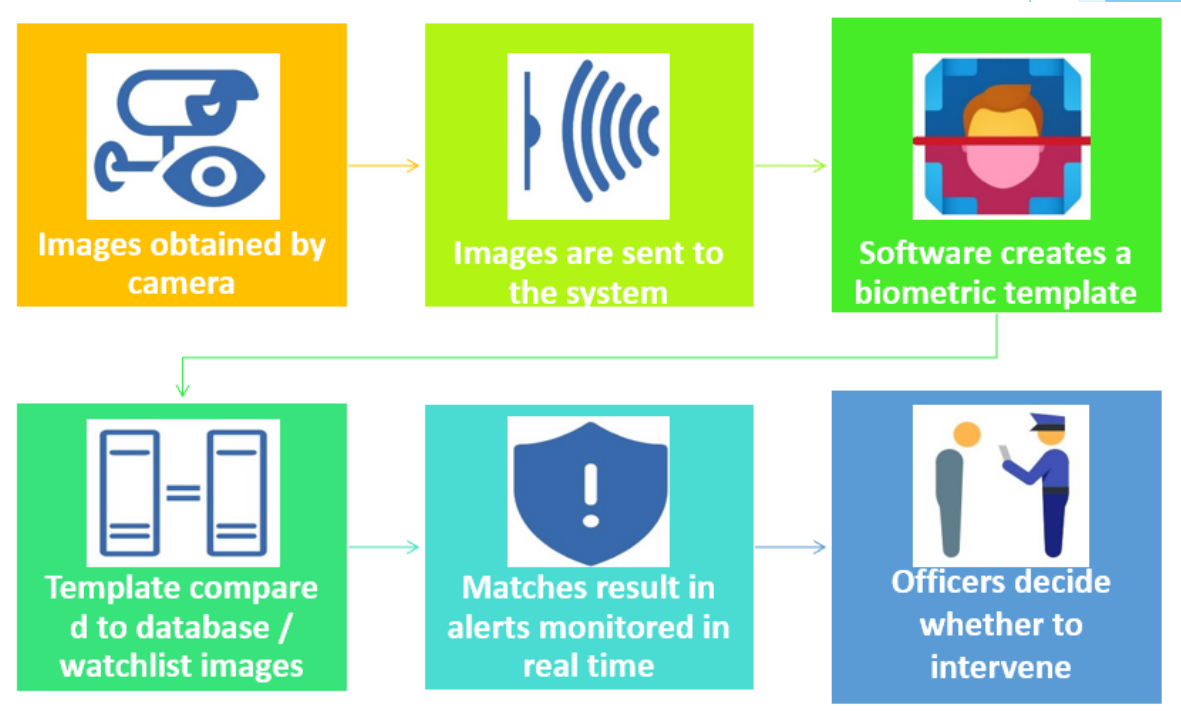 Images obtained by
camera
Images are sent to
the system
Software creates a
biometric template
Template compare
d to database /
watchlist images
Matches result in
alerts monitored in
real time
Officers decide
whether to
intervene